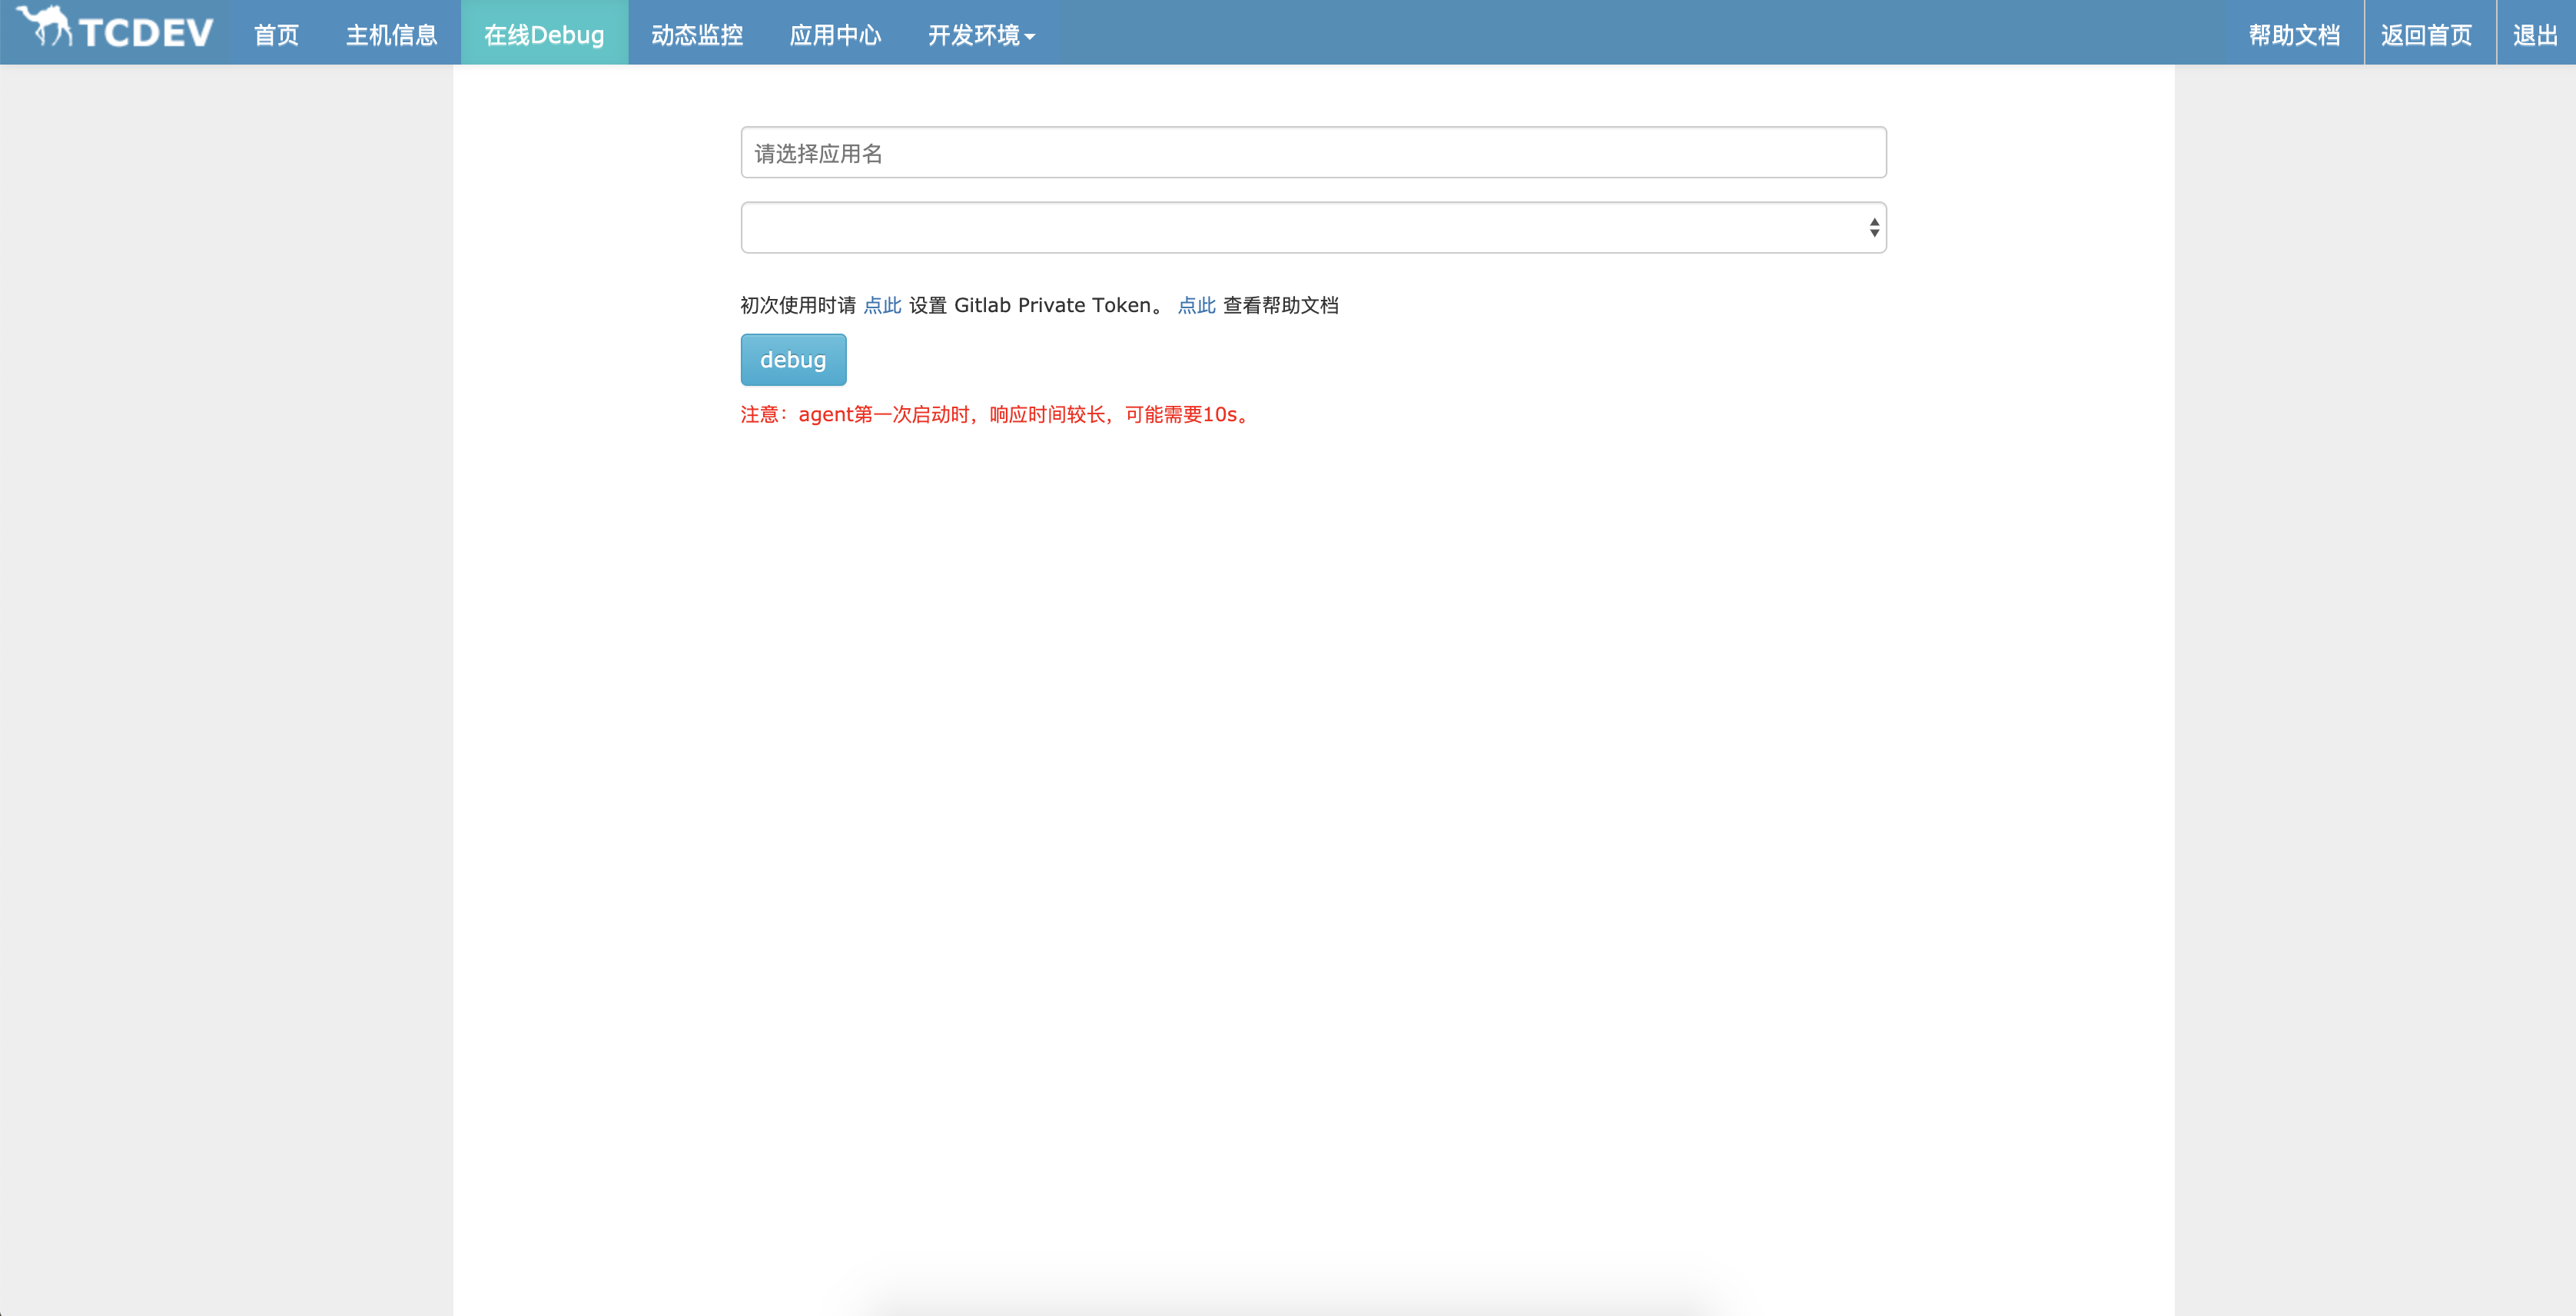 TCDEV 首页 主机信息 在线Debug 动态监控 应用中心 开发环境 帮助文档 返回首页 退出
请选择应用名
初次使用时请 点此 设置 Gitlab Private Token。 点此 查看帮助文档
debug
注意：agent第一次启动时，响应时间较长，可能需要10s。